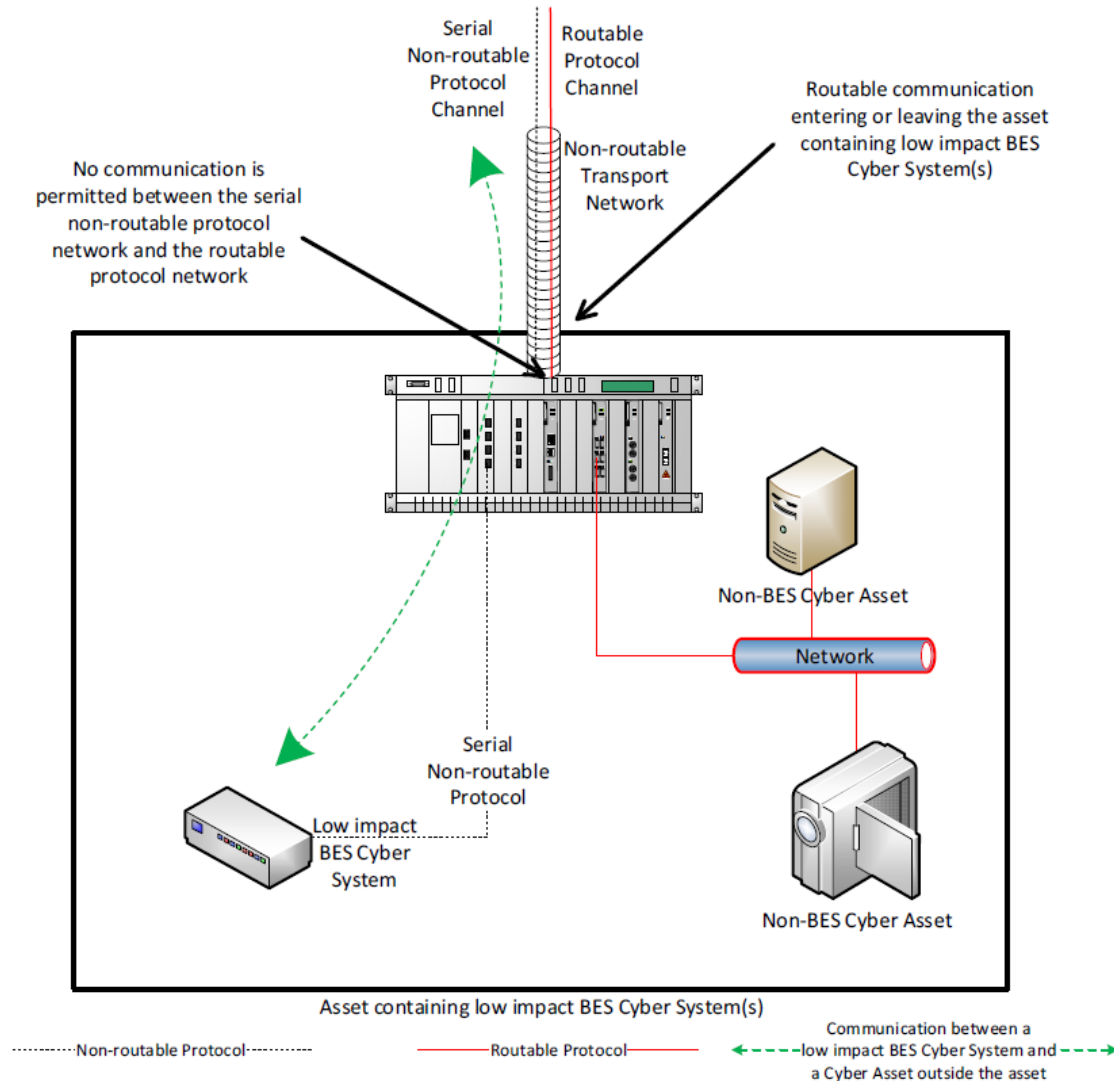 Serial
Non-routable
Protocol
Channel
Routable
Protocol
Channel
Routable communication
entering or leaving the asset
containing low impact BES
Cyber System(s)
No communication is
permitted between the serial
non-routable protocol
network and the routable
protocol network
Non-routable
Transport
Network
Non-BES Cyber Asset
Network
Serial
Non-routable
Protocol
Low impact
BES Cyber
System
Non-BES Cyber Asset
Asset containing low impact BES Cyber System(s)
Non-routable Protocol
Routable Protocol
Communication between a
low impact BES Cyber System and
a Cyber Asset outside the asset